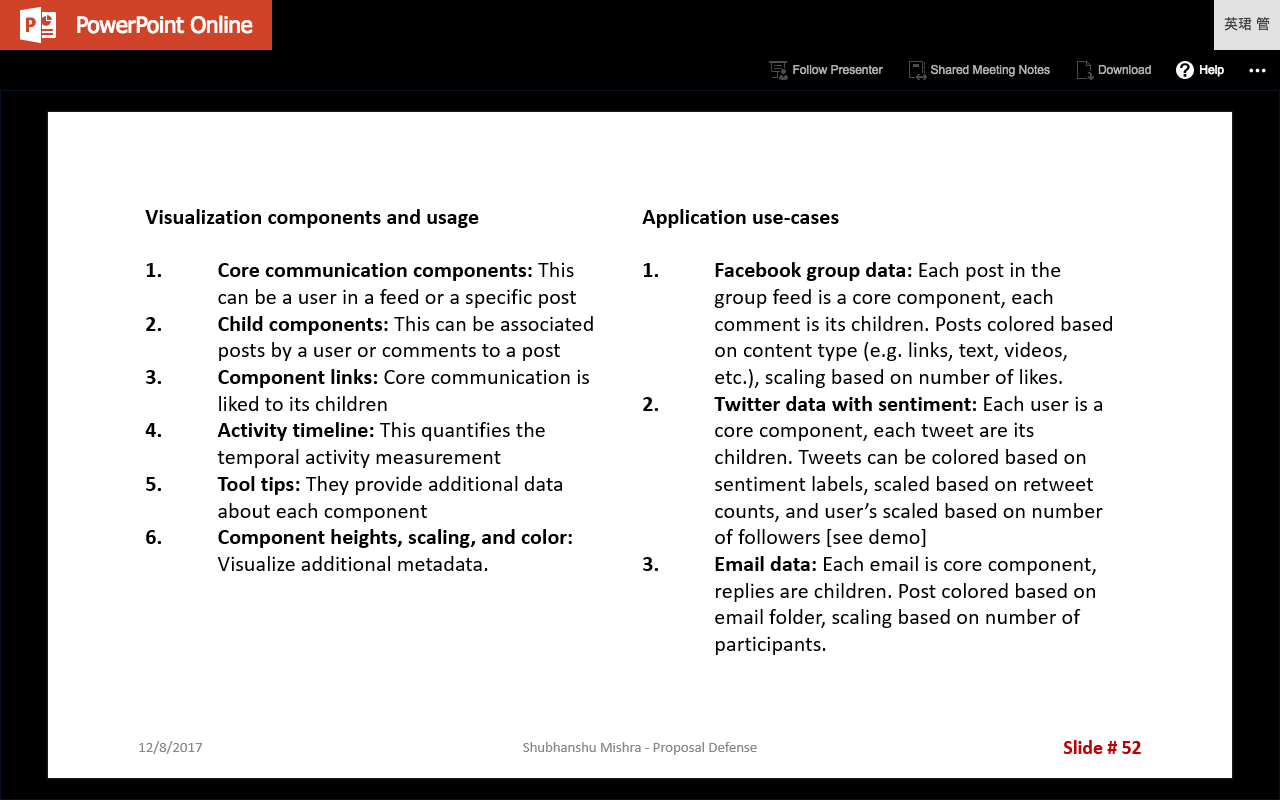 PowerPoint Online
英珺 管
Follow Presenter
Shared Meeting Notes
Download
Help
Visualization components and usage
1. Core communication components: This
can be a user in a feed or a specific post
2. Child components: This can be associated
posts by a user or comments to a post
3. Component links: Core communication is
liked to its children
4. Activity timeline: This quantifies the
temporal activity measurement
5. Tool tips: They provide additional data
about each component
6. Component heights, scaling, and color:
Visualize additional metadata.
Application use-cases
1. Facebook group data: Each post in the
group feed is a core component, each
comment is its children. Posts colored based
on content type (e.g. links, text, videos,
etc.), scaling based on number of likes.
2. Twitter data with sentiment: Each user is a
core component, each tweet are its
children. Tweets can be colored based on
sentiment labels, scaled based on retweet
counts, and user’s scaled based on number
of followers [see demo]
3. Email data: Each email is core component,
replies are children. Post colored based on
email folder, scaling based on number of
participants.
12/8/2017
Shubhanshu Mishra - Proposal Defense
Slide # 52